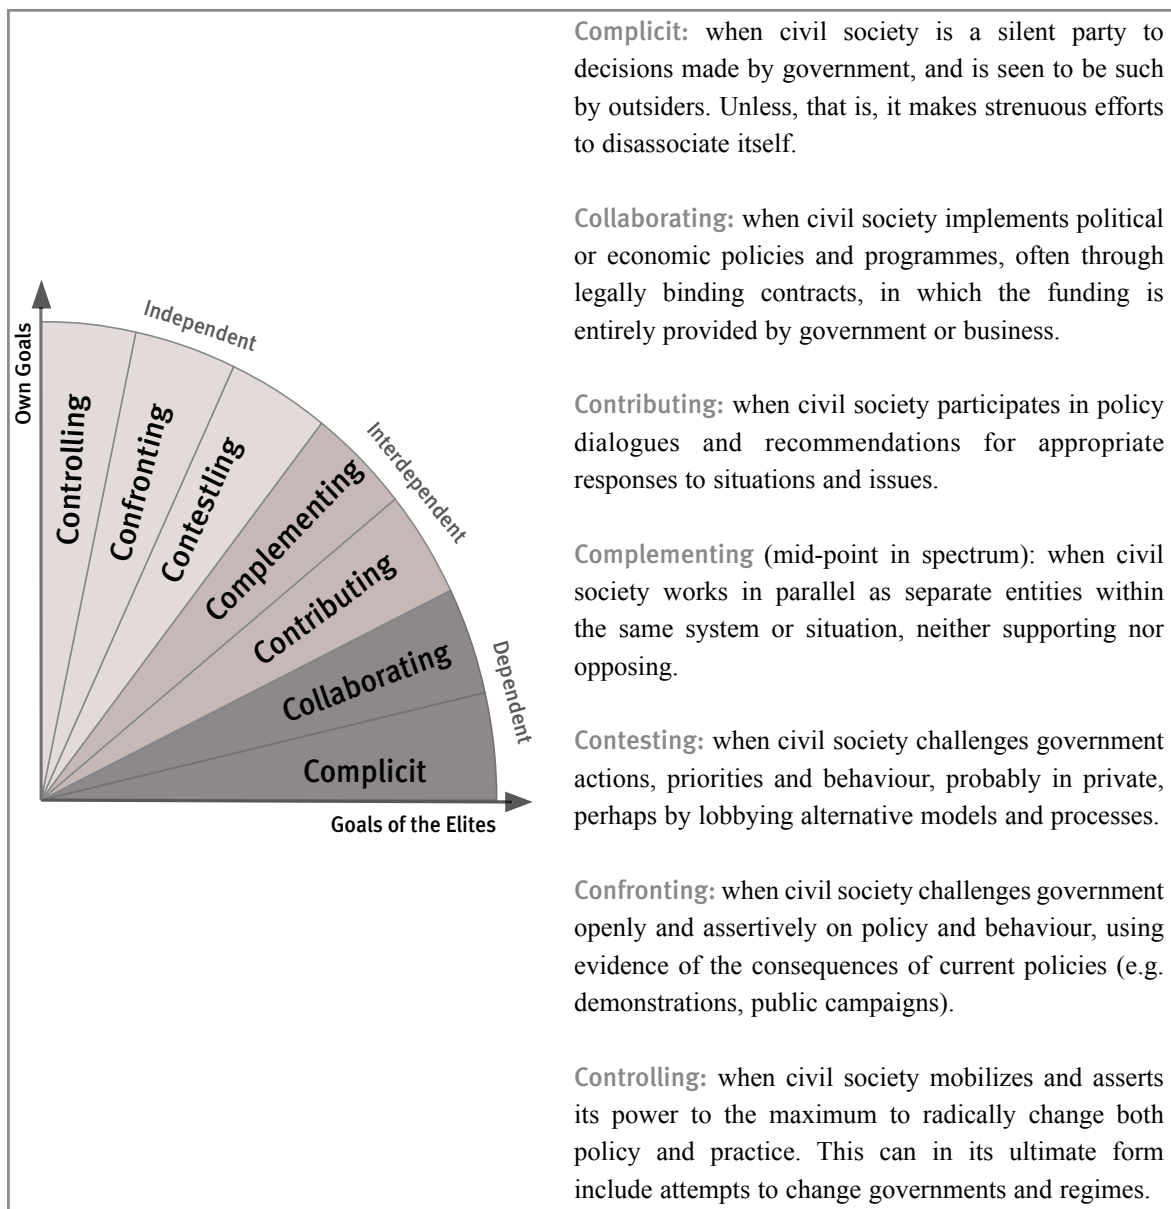 Complicit: when civil society is a silent party to
decisions made by government, and is seen to be such
by outsiders. Unless, that is, it makes strenuous efforts
to disassociate itself.
Collaborating: when civil society implements political
or economic policies and programmes, often through
legally binding contracts, in which the funding is
entirely provided by government or business.
Contributing: when civil society participates in policy
dialogues and recommendations for appropriate
responses to situations and issues.
Complementing (mid-point in spectrum): when civil
society works in parallel as separate entities within
the same system or situation, neither supporting nor
opposing.
Contesting: when civil society challenges government
actions, priorities and behaviour, probably in private,
perhaps by lobbying alternative models and processes.
Confronting: when civil society challenges government
openly and assertively on policy and behaviour, using
evidence of the consequences of current policies (e.g.
demonstrations, public campaigns).
Controlling: when civil society mobilizes and asserts
its power to the maximum to radically change both
policy and practice. This can in its ultimate form
include attempts to change governments and regimes.
Own Goals
Independent
Interdependent
Dependent
Controlling
Confronting
Contestling
Complementing
Contributing
Collaborating
Complicit
Goals of the Elites